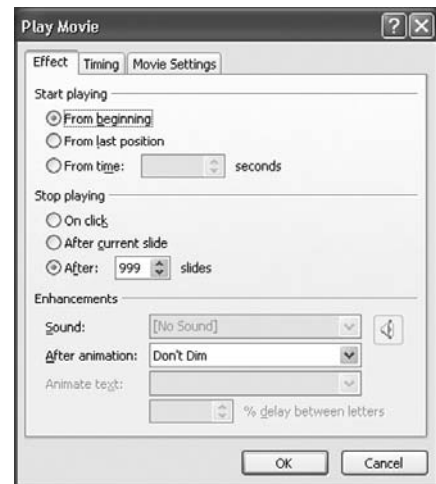 Play Movie
Effect Timing Movie Settings
Start playing
From beginning
From last position
From time: seconds
Stop playing
On click
After current slide
After: 999 slides
Enhancements
Sound: [No Sound]
After animation: Don't Dim
Animate text:
% delay between letters
OK Cancel